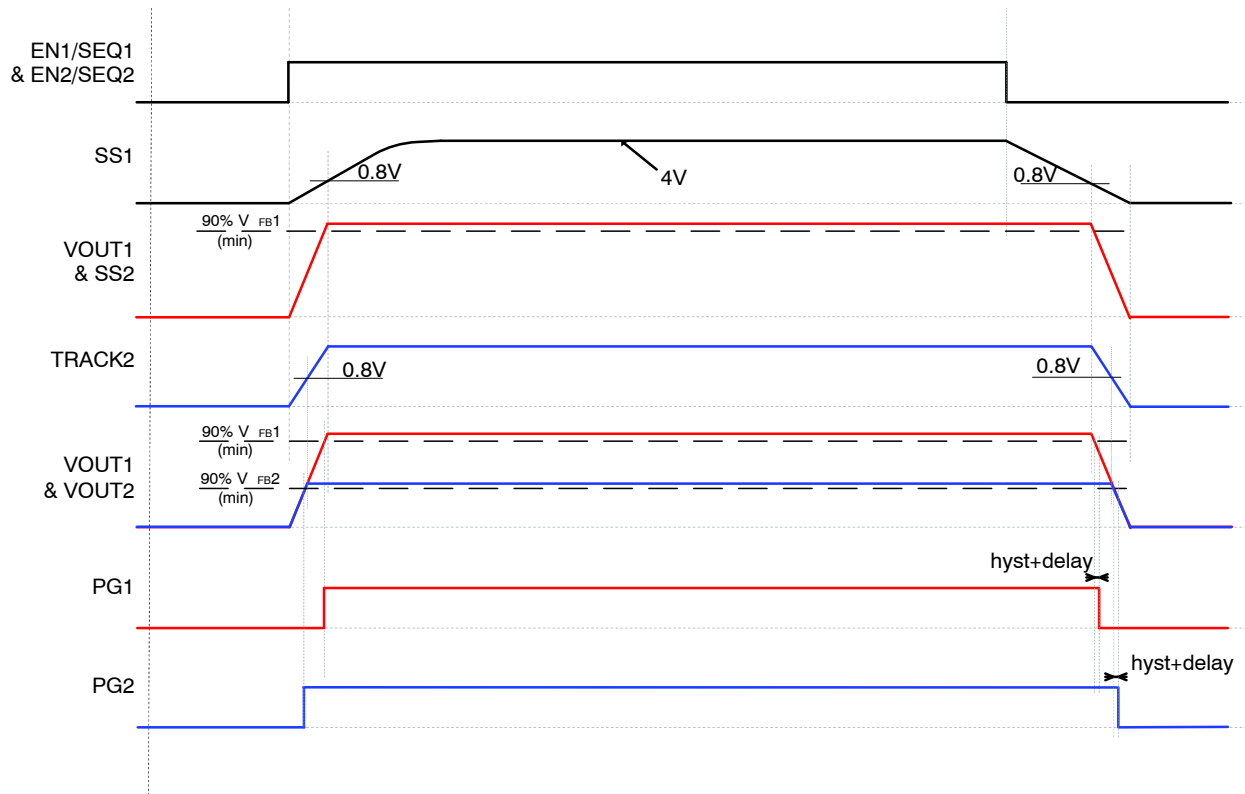 EN1/SEQ1
& EN2/SEQ2
SS1
0.8V
4V
0.8V
90% V FB1
(min)
VOUT1
& SS2
TRACK2
0.8V
0.8V
90% V FB1
(min)
VOUT1
& VOUT2
90% V FB2
(min)
hyst+delay
PG1
hyst+delay
PG2